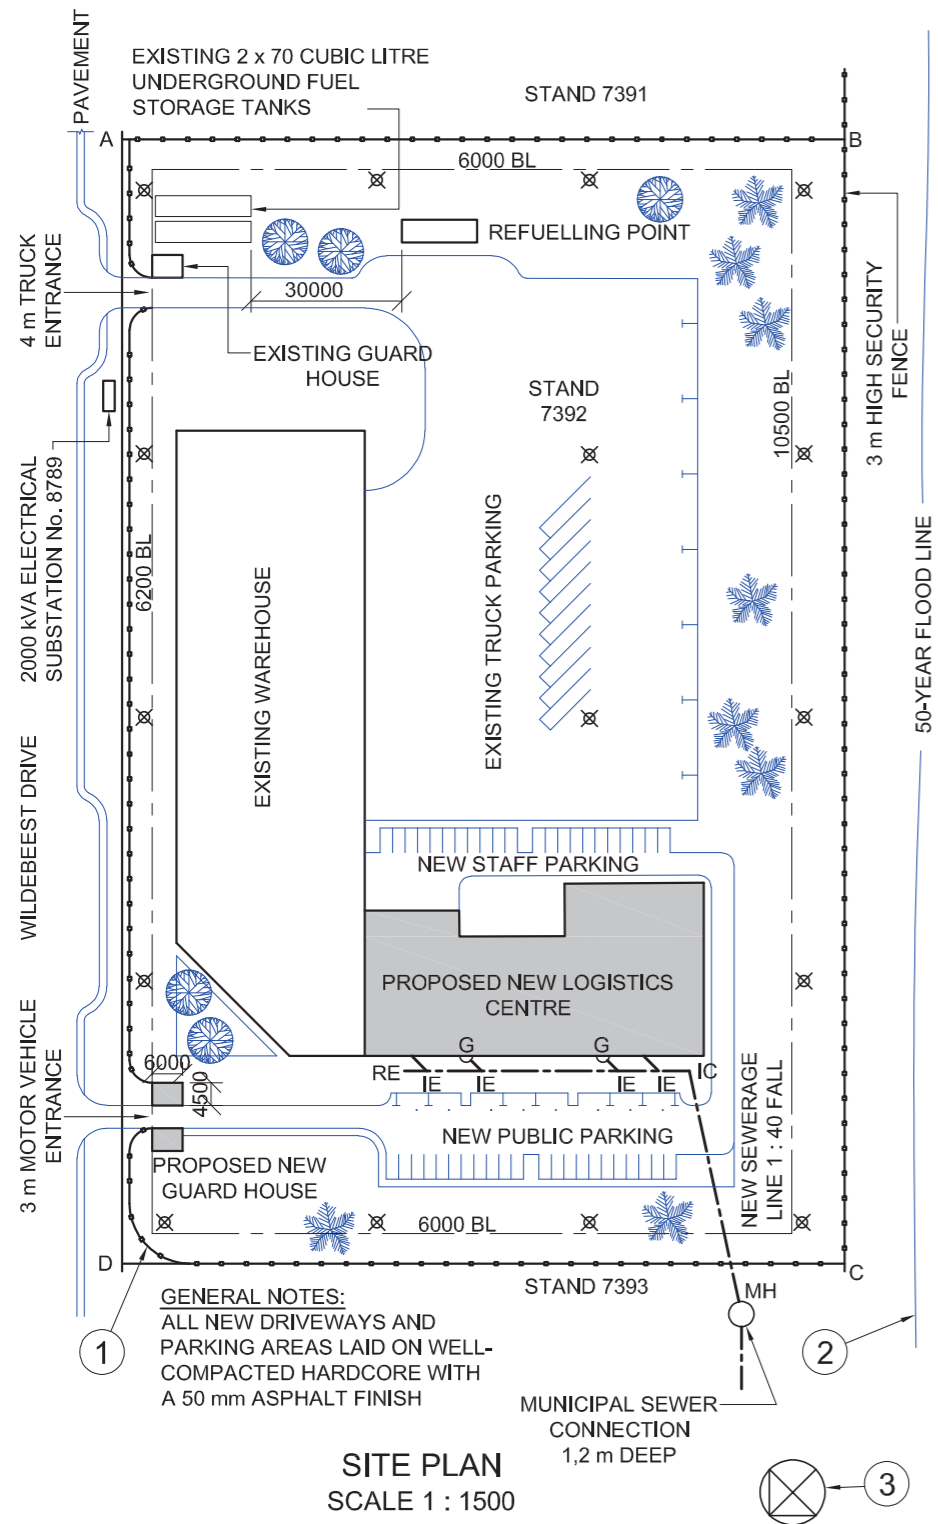 PAVEMENT
EXISTING 2 x 70 CUBIC LITRE
UNDERGROUND FUEL
STORAGE TANKS
STAND 7391
A
B
6000 BL
REFUELLING POINT
4 m TRUCK
ENTRANCE
30000
EXISTING GUARD
HOUSE
STAND
7392
10500 BL
3 m HIGH SECURITY
FENCE
2000 kVA ELECTRICAL
SUBSTATION No. 8789
6200 BL
EXISTING WAREHOUSE
EXISTING TRUCK PARKING
50-YEAR FLOOD LINE
WILDBEEST DRIVE
NEW STAFF PARKING
PROPOSED NEW LOGISTICS
CENTRE
3 m MOTOR VEHICLE
ENTRANCE
6000
4500
G
G
RE
IE
IE
IE
IE
IC
NEW PUBLIC PARKING
NEW SEWERAGE
LINE 1 : 40 FALL
PROPOSED NEW
GUARD HOUSE
6000 BL
D
C
STAND 7393
MH
GENERAL NOTES:
ALL NEW DRIVEWAYS AND
PARKING AREAS LAID ON WELL-
COMPACTED HARDCORE WITH
A 50 mm ASPHALT FINISH
1
2
MUNICIPAL SEWER
CONNECTION
1,2 m DEEP
SITE PLAN
SCALE 1 : 1500
3